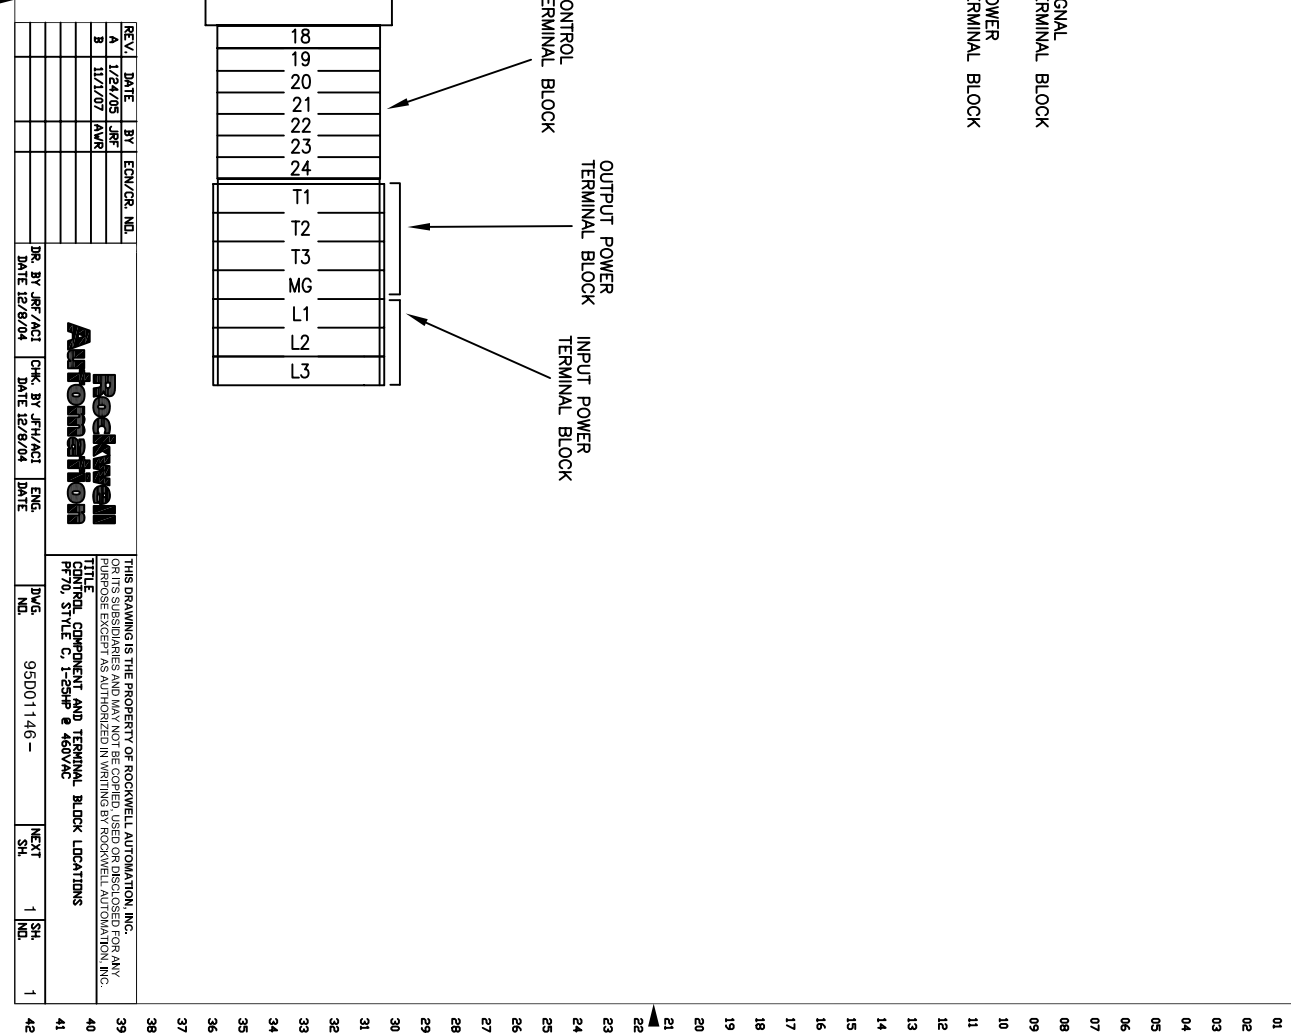 GNAL
RMINAL BLOCK
OWER
RMINAL BLOCK
ONTROL
ERMINAL BLOCK
18
19
20
21
22
23
24
T1
T2
T3
MG
L1
L2
L3
OUTPUT POWER
TERMINAL BLOCK
INPUT POWER
TERMINAL BLOCK
REV. DATE BY ECN/CR. NO.
A 1/24/05 JRF
B 11/1/07 AWR
Rockwell
Automation
DR. BY JRF/ACI
DATE 12/8/04
CHK. BY JFH/ACI
DATE 12/8/04
ENG.
DATE
THIS DRAWING IS THE PROPERTY OF ROCKWELL AUTOMATION, INC.
OR ITS SUBSIDIARIES AND MAY NOT BE COPIED, USED OR DISCLOSED FOR ANY
PURPOSE EXCEPT AS AUTHORIZED IN WRITING BY ROCKWELL AUTOMATION, INC.
TITLE
CONTROL COMPONENT AND TERMINAL BLOCK LOCATIONS
PF70, STYLE C, 1-25HP @ 460VAC
DWG.
NO.
95D01146-
NEXT
SH. 1
SH.
NO. 1
01
02
03
04
05
06
07
08
09
10
11
12
13
14
15
16
17
18
19
20
21
22
23
24
25
26
27
28
29
30
31
32
33
34
35
36
37
38
39
40
41
42